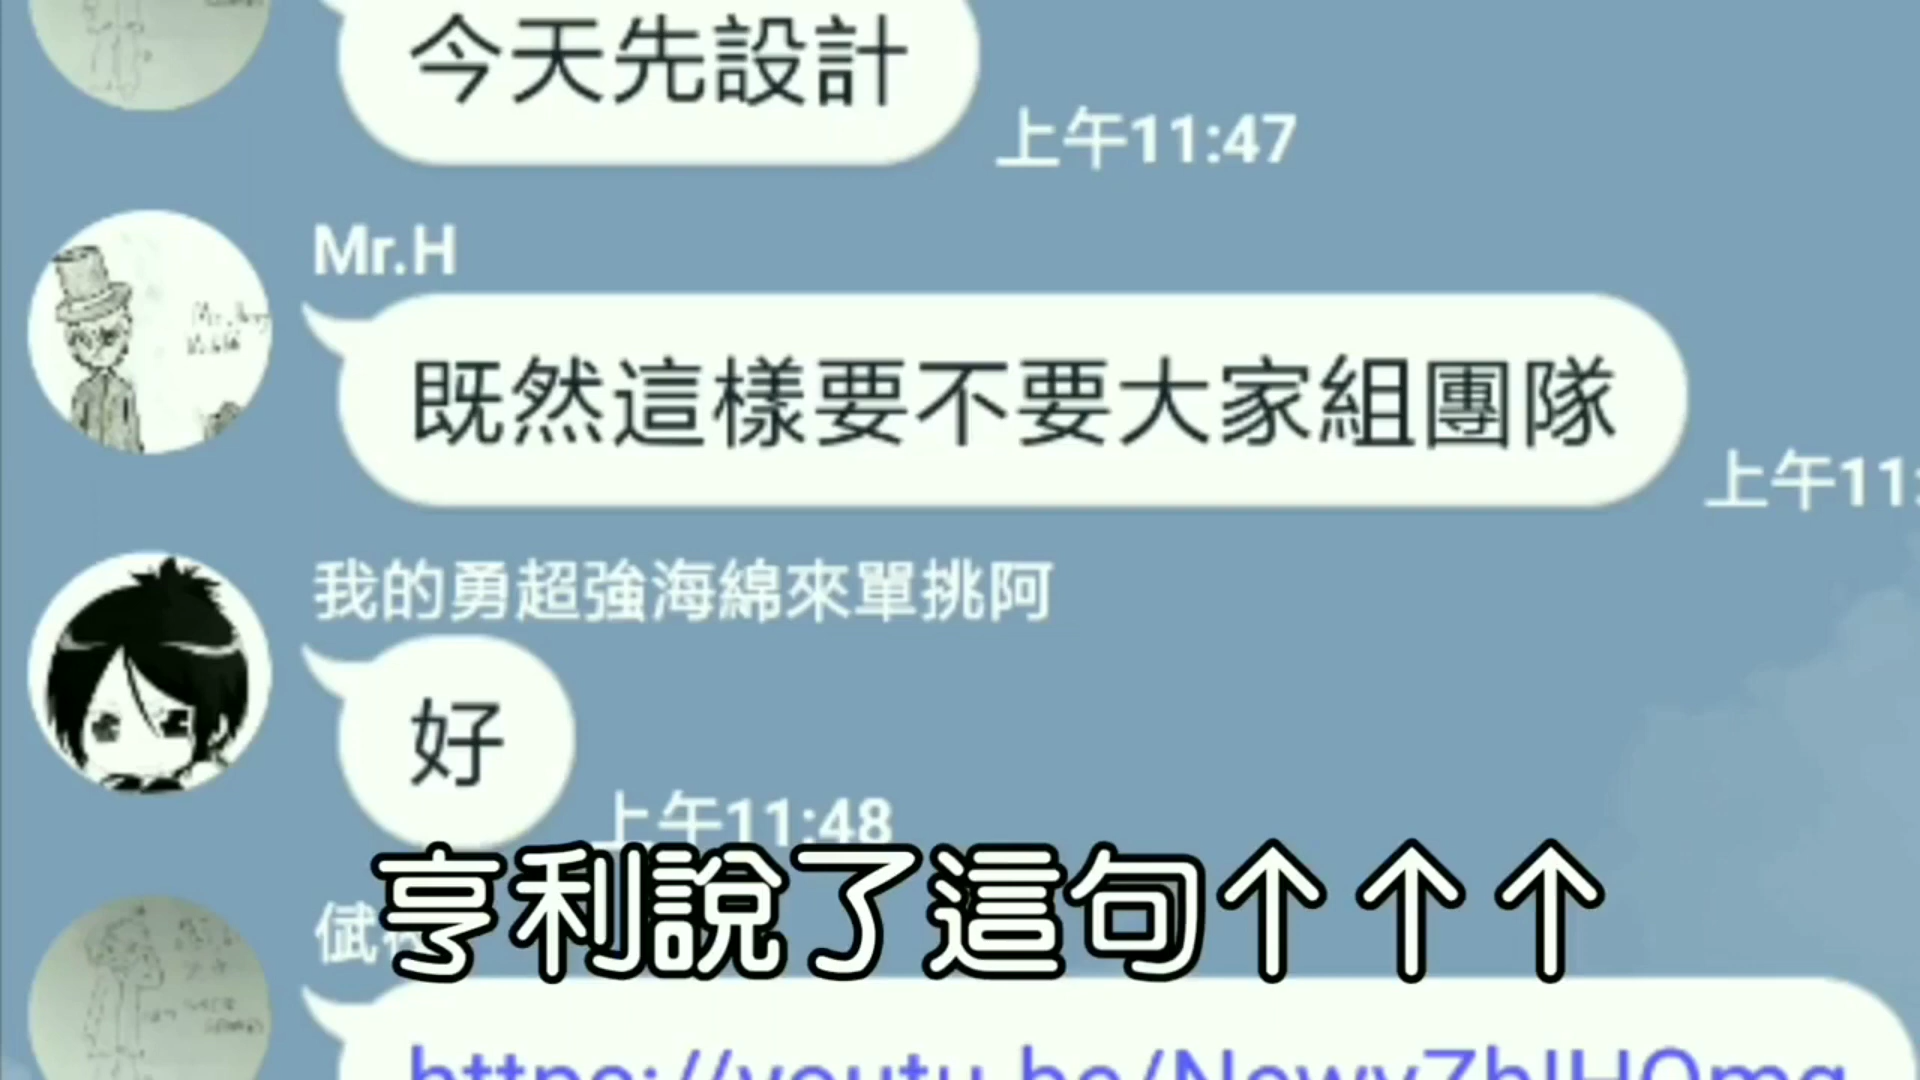 今天先設計
上午11:47
Mr.H
既然這樣要不要大家組團隊
上午11:
我的勇超強海綿來單挑阿
好
上午11:48
亨利說了這句↑↑↑